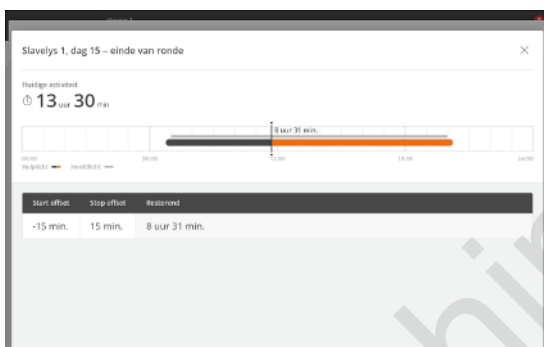 Slavelys 1, dag 15 – einde van ronde
Huidige activiteit
13 uur 30 min
8 uur 31 min.
00:00 06:00 12:00 18:00 24:00
Hulplicht
Start offset Stop offset Resterend
-15 min. 15 min. 8 uur 31 min.